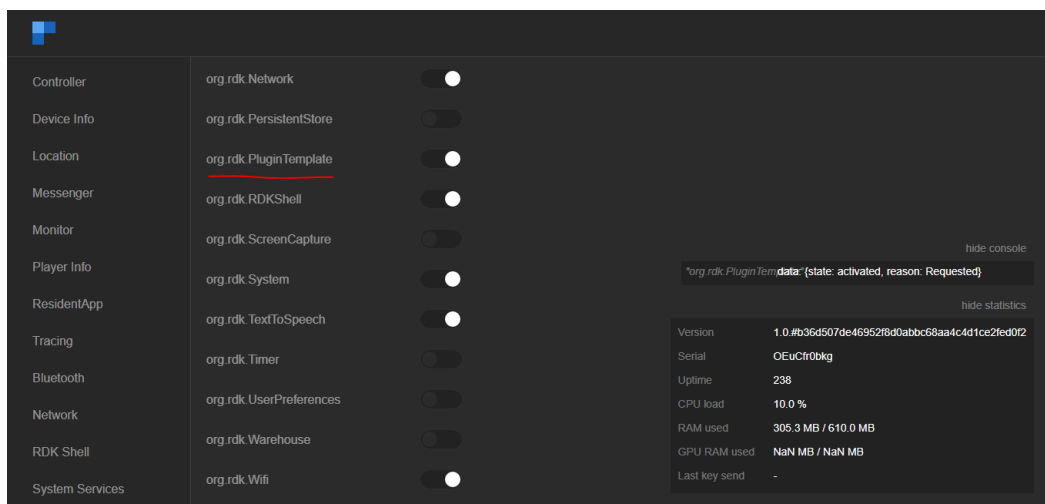 Controller
Device Info
Location
Messenger
Monitor
Player Info
ResidentApp
Tracing
Bluetooth
Network
RDK Shell
System Services
org.rdk.Network
org.rdk.PersistentStore
org.rdk.PluginTemplate
org.rdk.RDKShell
org.rdk.ScreenCapture
org.rdk.System
org.rdk.TextToSpeech
org.rdk.Timer
org.rdk.UserPreferences
org.rdk.Warehouse
org.rdk.Wifi
hide console
"org.rdk.PluginTemplate" data: {state: activated, reason: Requested}
hide statistics
Version 1.0.#b36d507de46952f8d0abbc68aa4c4d1ce2fed0f2
Serial OEuCfr0bkg
Uptime 238
CPU load 10.0 %
RAM used 305.3 MB / 610.0 MB
GPU RAM used NaN MB / NaN MB
Last key send -